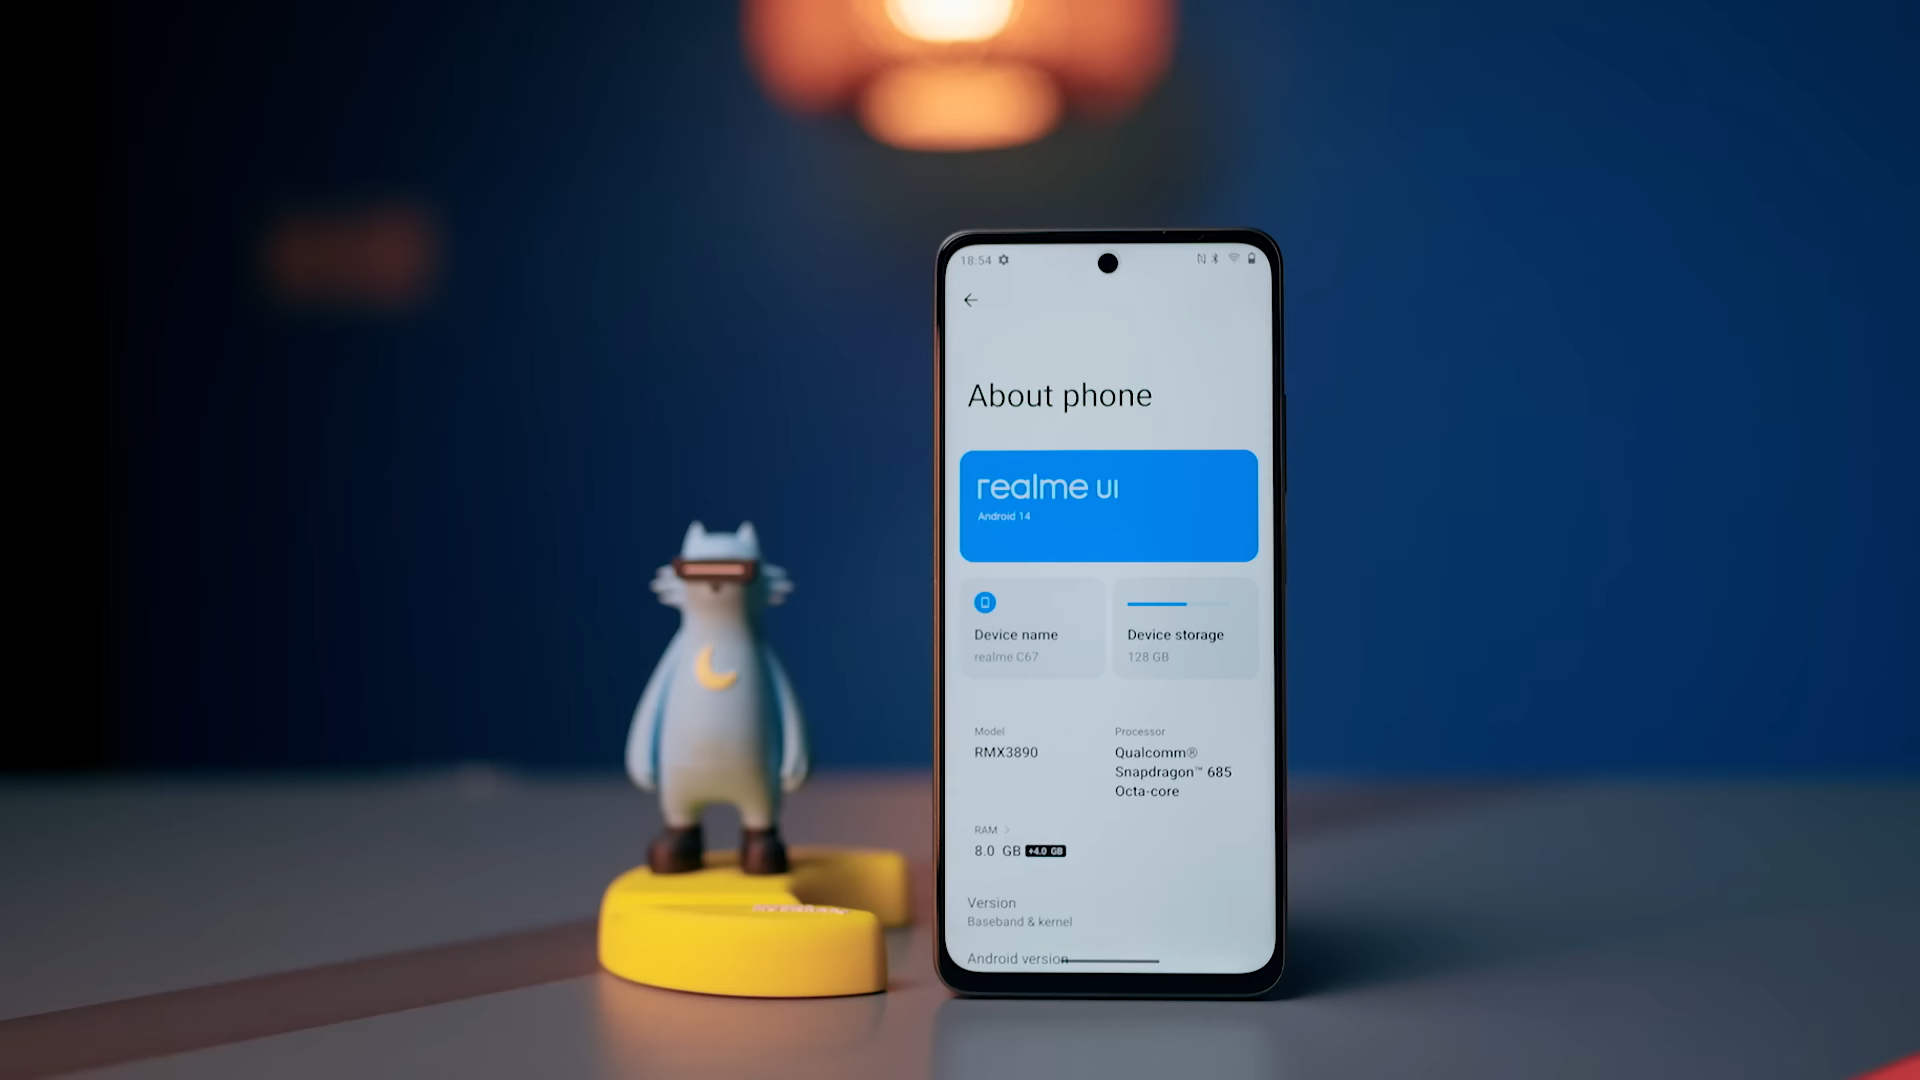 18:54
About phone
realme UI
Android 14
Device name
realme C67
Device storage
128 GB
Model
RMX3890
Processor
Qualcomm®
Snapdragon™ 685
Octa-core
RAM >
8.0 GB +4.0 GB
Version
Baseband & kernel
Android version